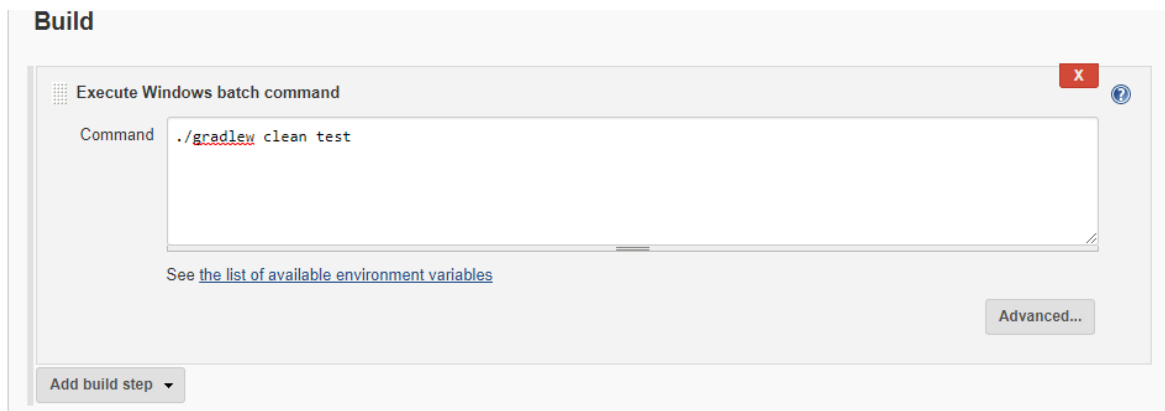 Build
X
Execute Windows batch command
?
Command
./gradlew clean test
See the list of available environment variables
Advanced...
Add build step